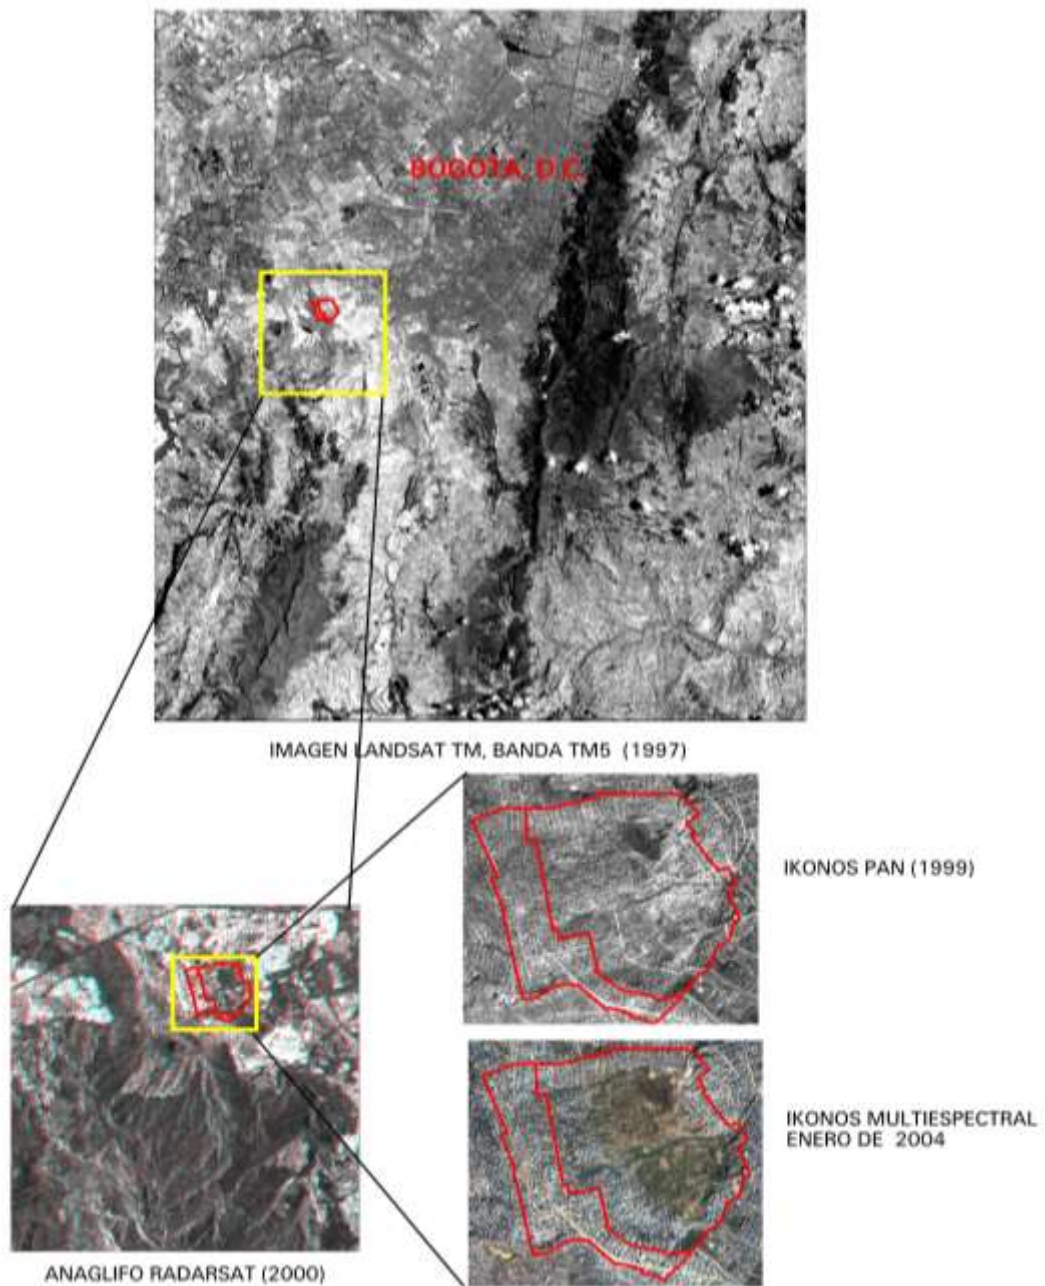 BOGOTA, D.C.
IMAGEN LANDSAT TM, BANDA TM5 (1997)
IKONOS PAN (1999)
IKONOS MULTIESPECTRAL
ENERO DE 2004
ANAGLIFO RADARSAT (2000)